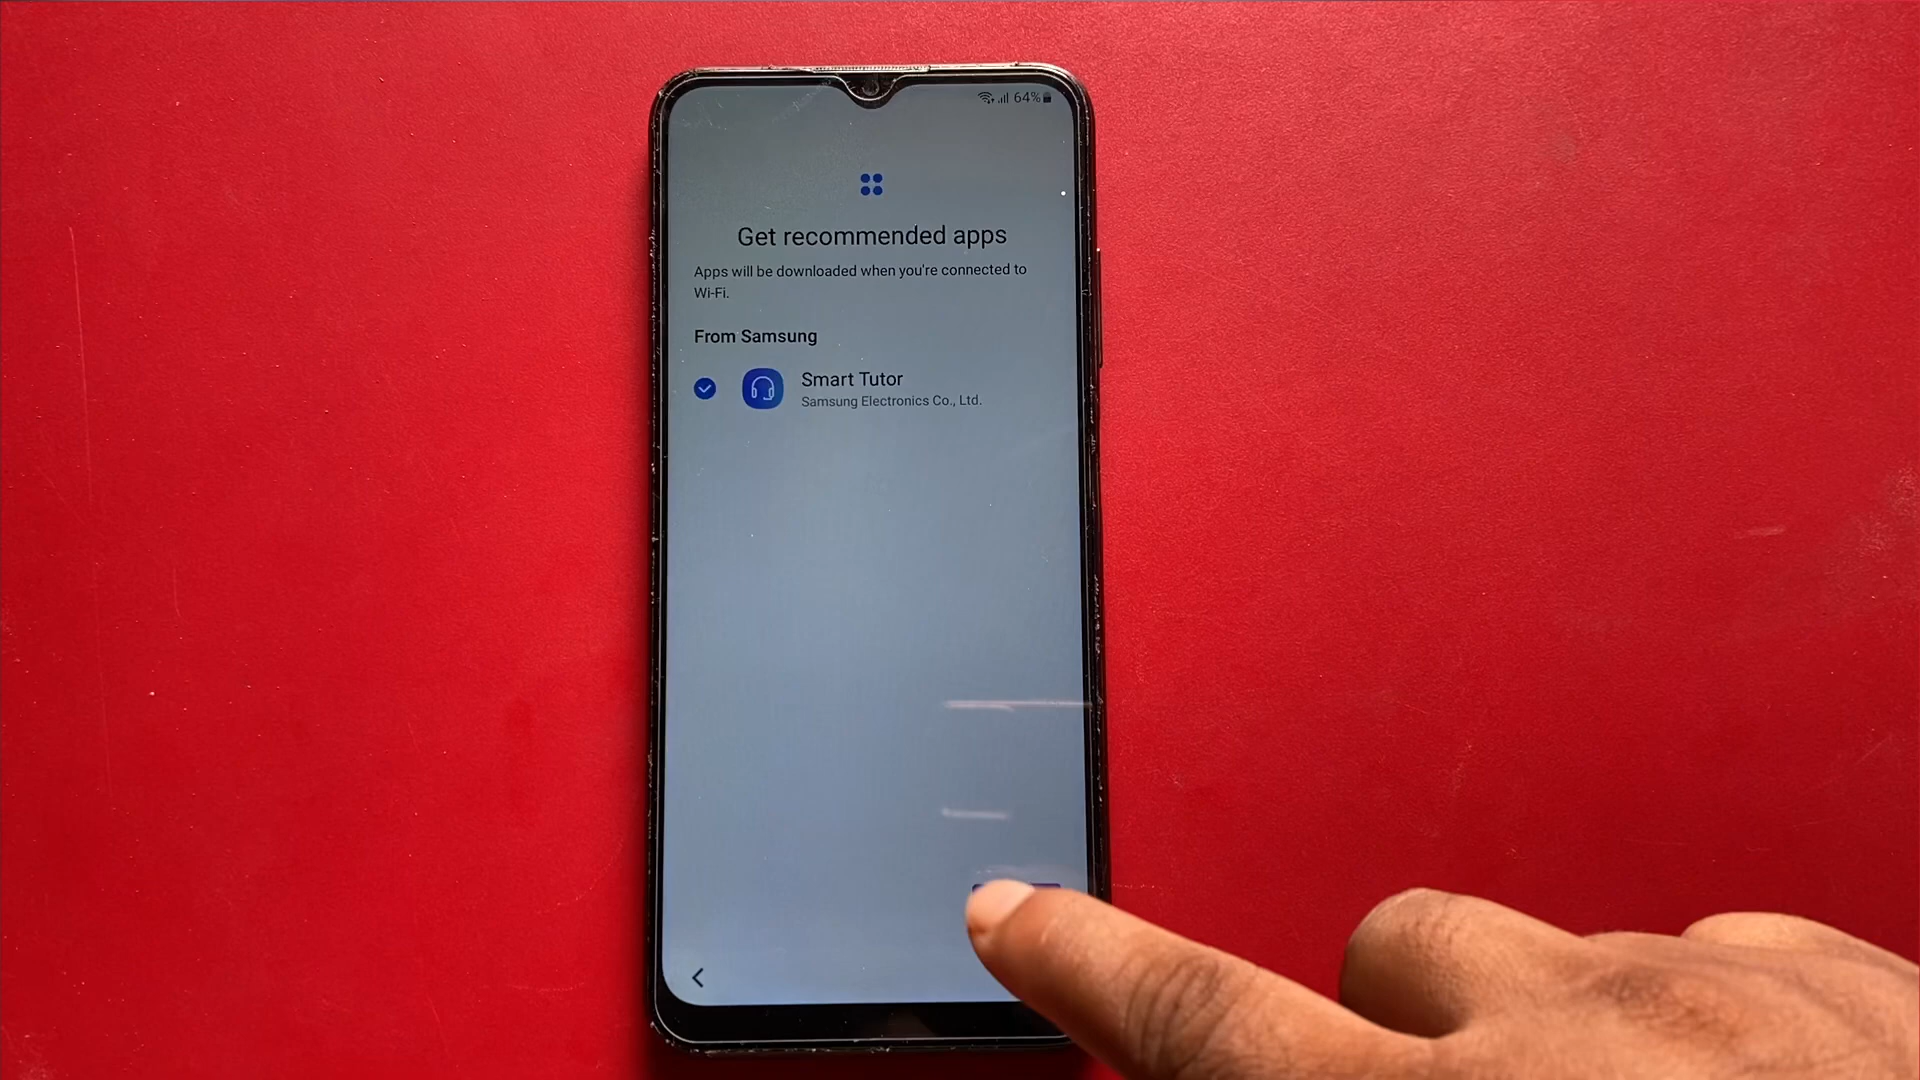 64%
Get recommended apps
Apps will be downloaded when you're connected to
Wi-Fi.
From Samsung
Smart Tutor
Samsung Electronics Co., Ltd.